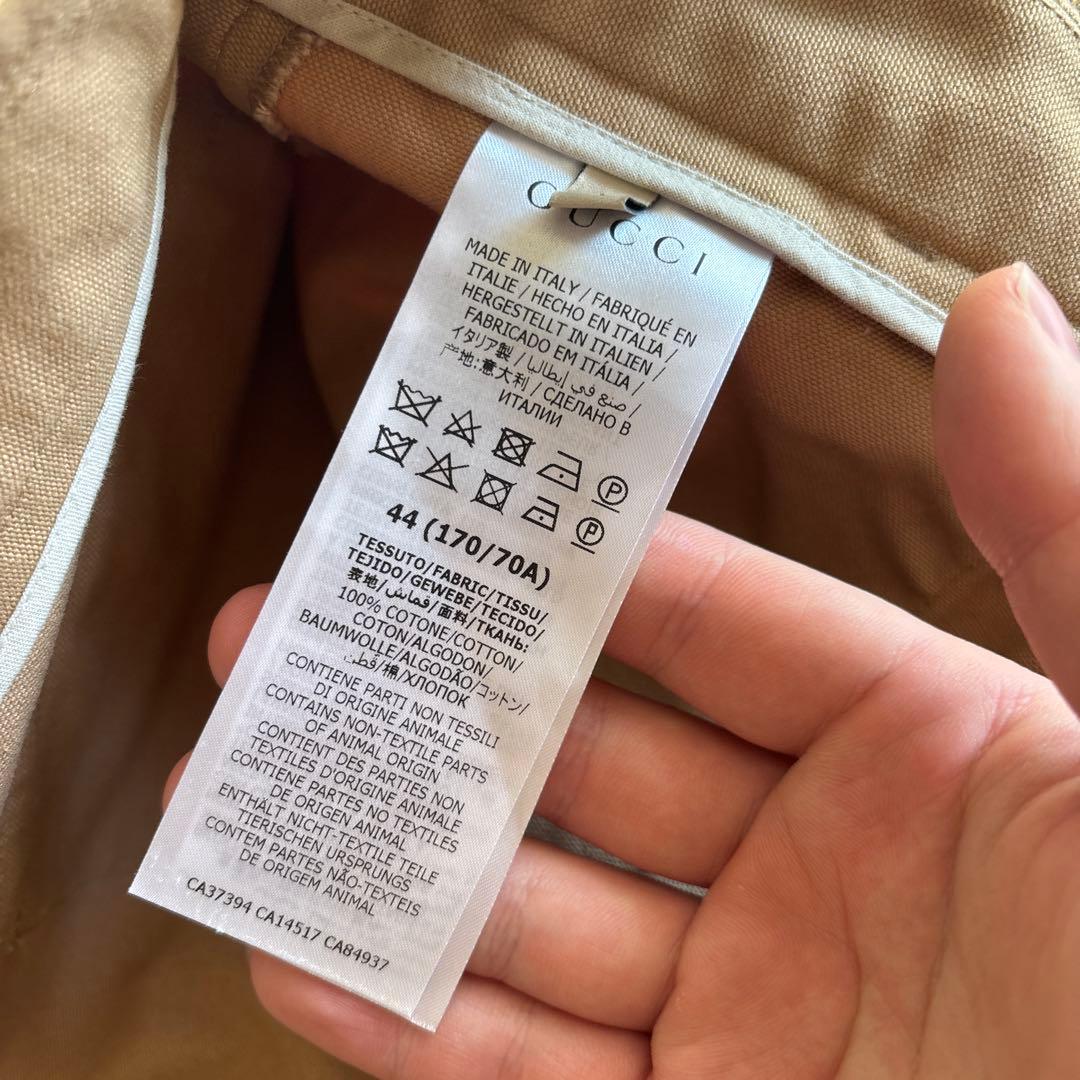 GUCCI
MADE IN ITALY / FABRIQUÉ EN
ITALIE / HECHO EN ITALIA /
HERGESTELLT IN ITALIEN /
FABRICADO EM ITÁLIA /
イタリア製 / صنع في إيطاليا /
产地:意大利 / СДЕЛАНО В
ИТАЛИИ
P
P
44 (170/70A)
TESSUTO/FABRIC/TISSU/
TEJIDO/GEWEBE/TECIDO/
表地/قماش/面料/ТКАНЬ:
100% COTONE/COTTON/
COTON/ALGODON/
BAUMWOLLE/ALGODÃO/コットン/
قطن/棉/ХЛОПОК
CONTIENE PARTI NON TESSILI
DI ORIGINE ANIMALE
CONTAINS NON-TEXTILE PARTS
OF ANIMAL ORIGIN
CONTIENT DES PARTIES NON
TEXTILES D'ORIGINE ANIMALE
CONTIENE PARTES NO TEXTILES
DE ORIGEN ANIMAL
ENTHÄLT NICHT-TEXTILE TEILE
TIERISCHEN URSPRUNGS
CONTEM PARTES NÃO-TEXTEIS
DE ORIGEM ANIMAL
CA37394 CA14517 CA84937